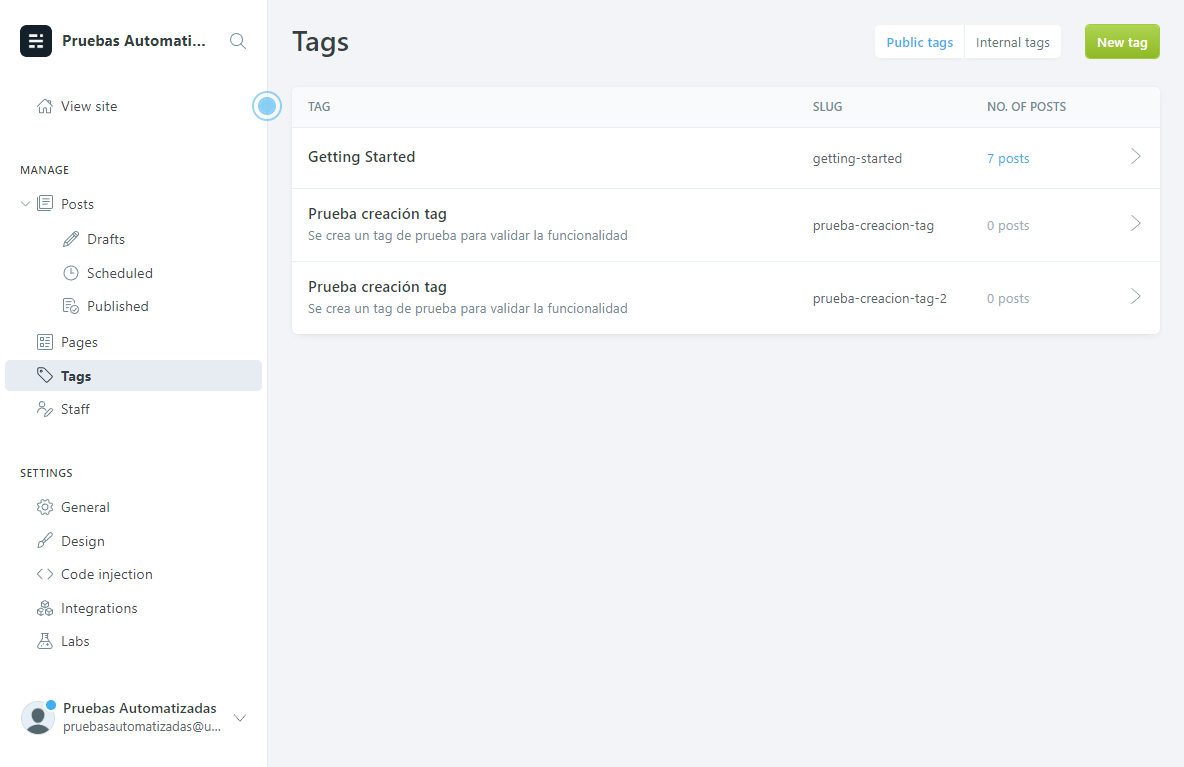 Pruebas Automati...
View site
MANAGE
Posts
Drafts
Scheduled
Published
Pages
Tags
Staff
SETTINGS
General
Design
Code injection
Integrations
Labs
Pruebas Automatizadas
pruebasautomatizadas@u...
Tags
Public tags
Internal tags
New tag
TAG SLUG NO. OF POSTS
Getting Started getting-started 7 posts
Prueba creación tag
Se crea un tag de prueba para validar la funcionalidad
prueba-creacion-tag 0 posts
Prueba creación tag
Se crea un tag de prueba para validar la funcionalidad
prueba-creacion-tag-2 0 posts